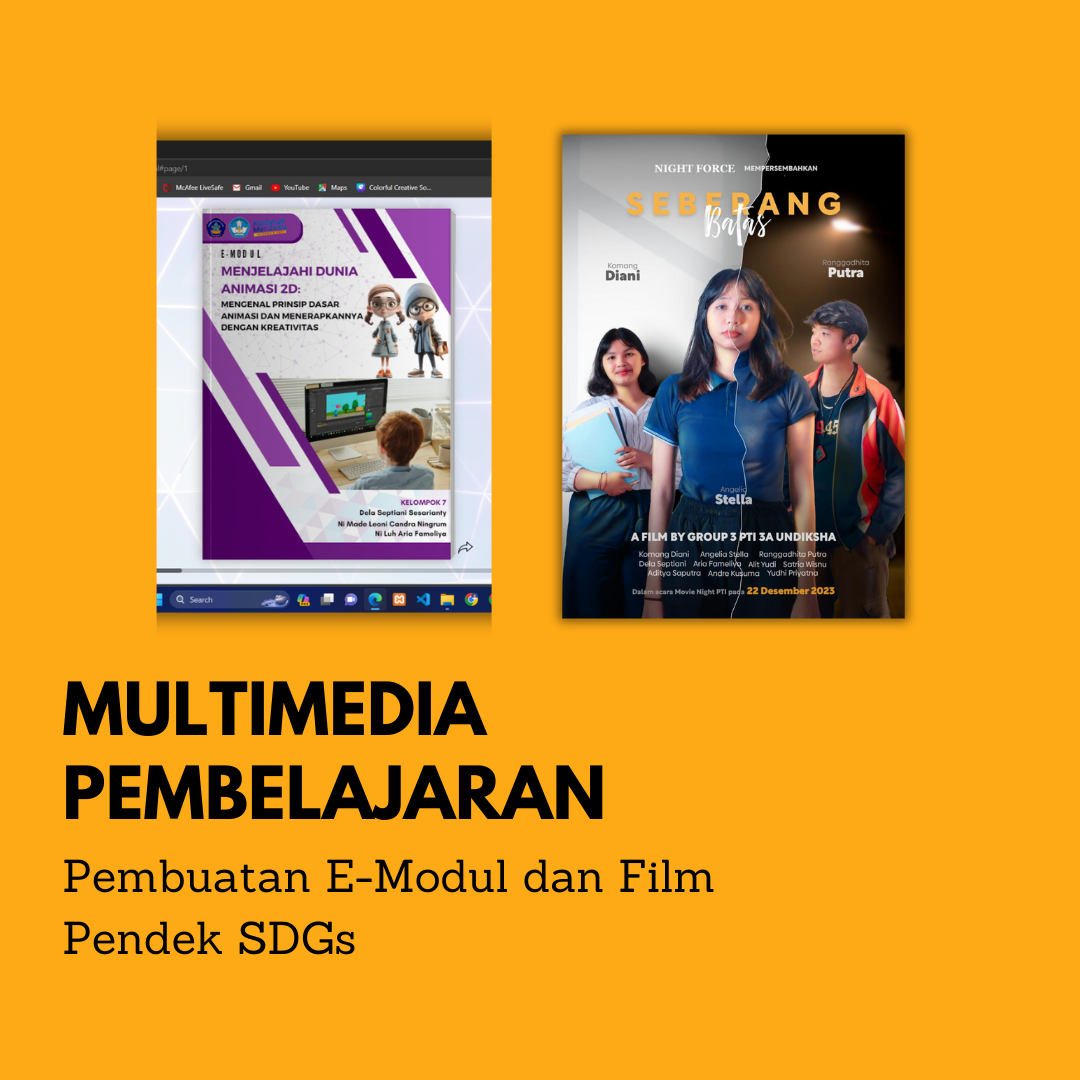 l#page/1
McAfee LiveSafe Gmail YouTube Maps Colorful Creative So...
E-MODUL
MENJELAJAHI DUNIA
ANIMASI 2D:
MENGENAL PRINSIP DASAR
ANIMASI DAN MENERAPKANNYA
DENGAN KREATIVITAS
KELOMPOK 7
Dela Septiani Sesarianty
Ni Made Leoni Candra Ningrum
Ni Luh Aria Fameliya
Search
NIGHT FORCE MEMPERSEMBAHKAN
SEBERANG
Batas
Komang
Diani
Ranggadhita
Putra
Angelia
Stella
A FILM BY GROUP 3 PTI 3A UNDIKSHA
Komang Diani Angelia Stella Ranggadhita Putra
Dela Septiani Aria Fameliya Alit Yudi Satria Wisnu
Aditya Saputra Andre Kusuma Yudhi Priyatna
Dalam acara Movie Night PTI pada 22 Desember 2023
MULTIMEDIA
PEMBELAJARAN
Pembuatan E-Modul dan Film
Pendek SDGs